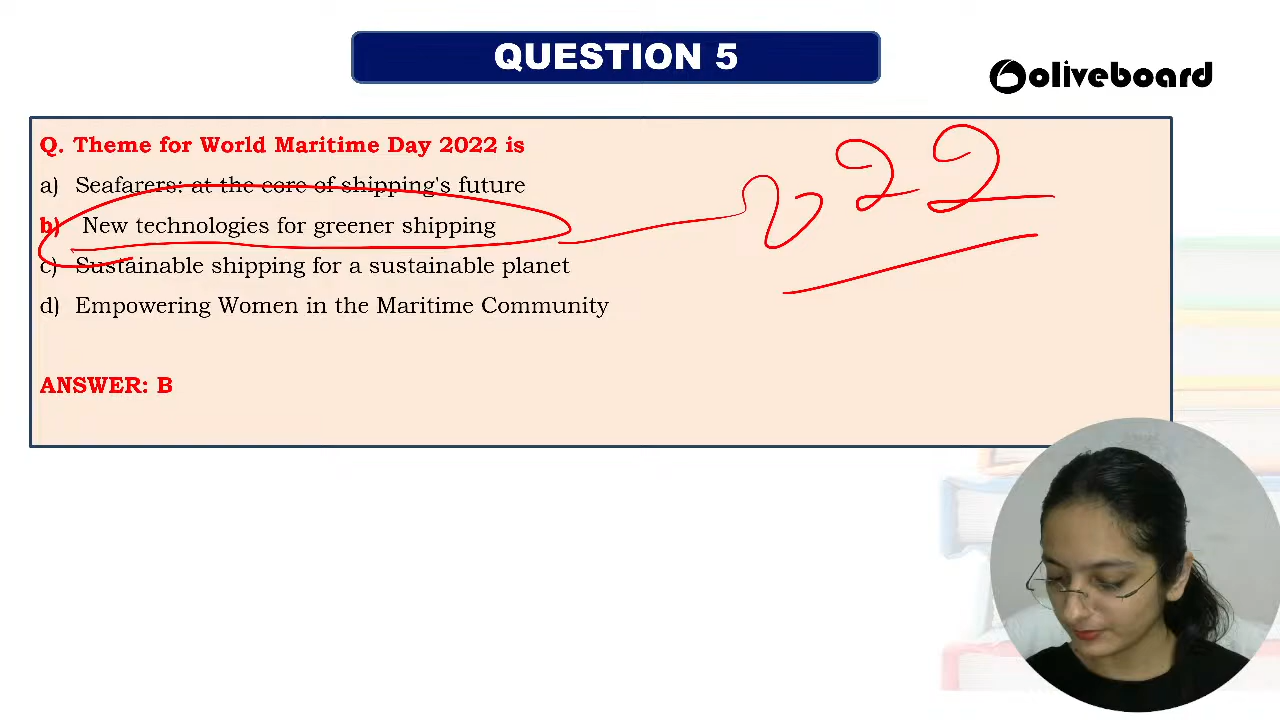 QUESTION 5
oliveboard
Q. Theme for World Maritime Day 2022 is
a) Seafarers: at the core of shipping's future
b) New technologies for greener shipping
c) Sustainable shipping for a sustainable planet
d) Empowering Women in the Maritime Community
2022
ANSWER: B